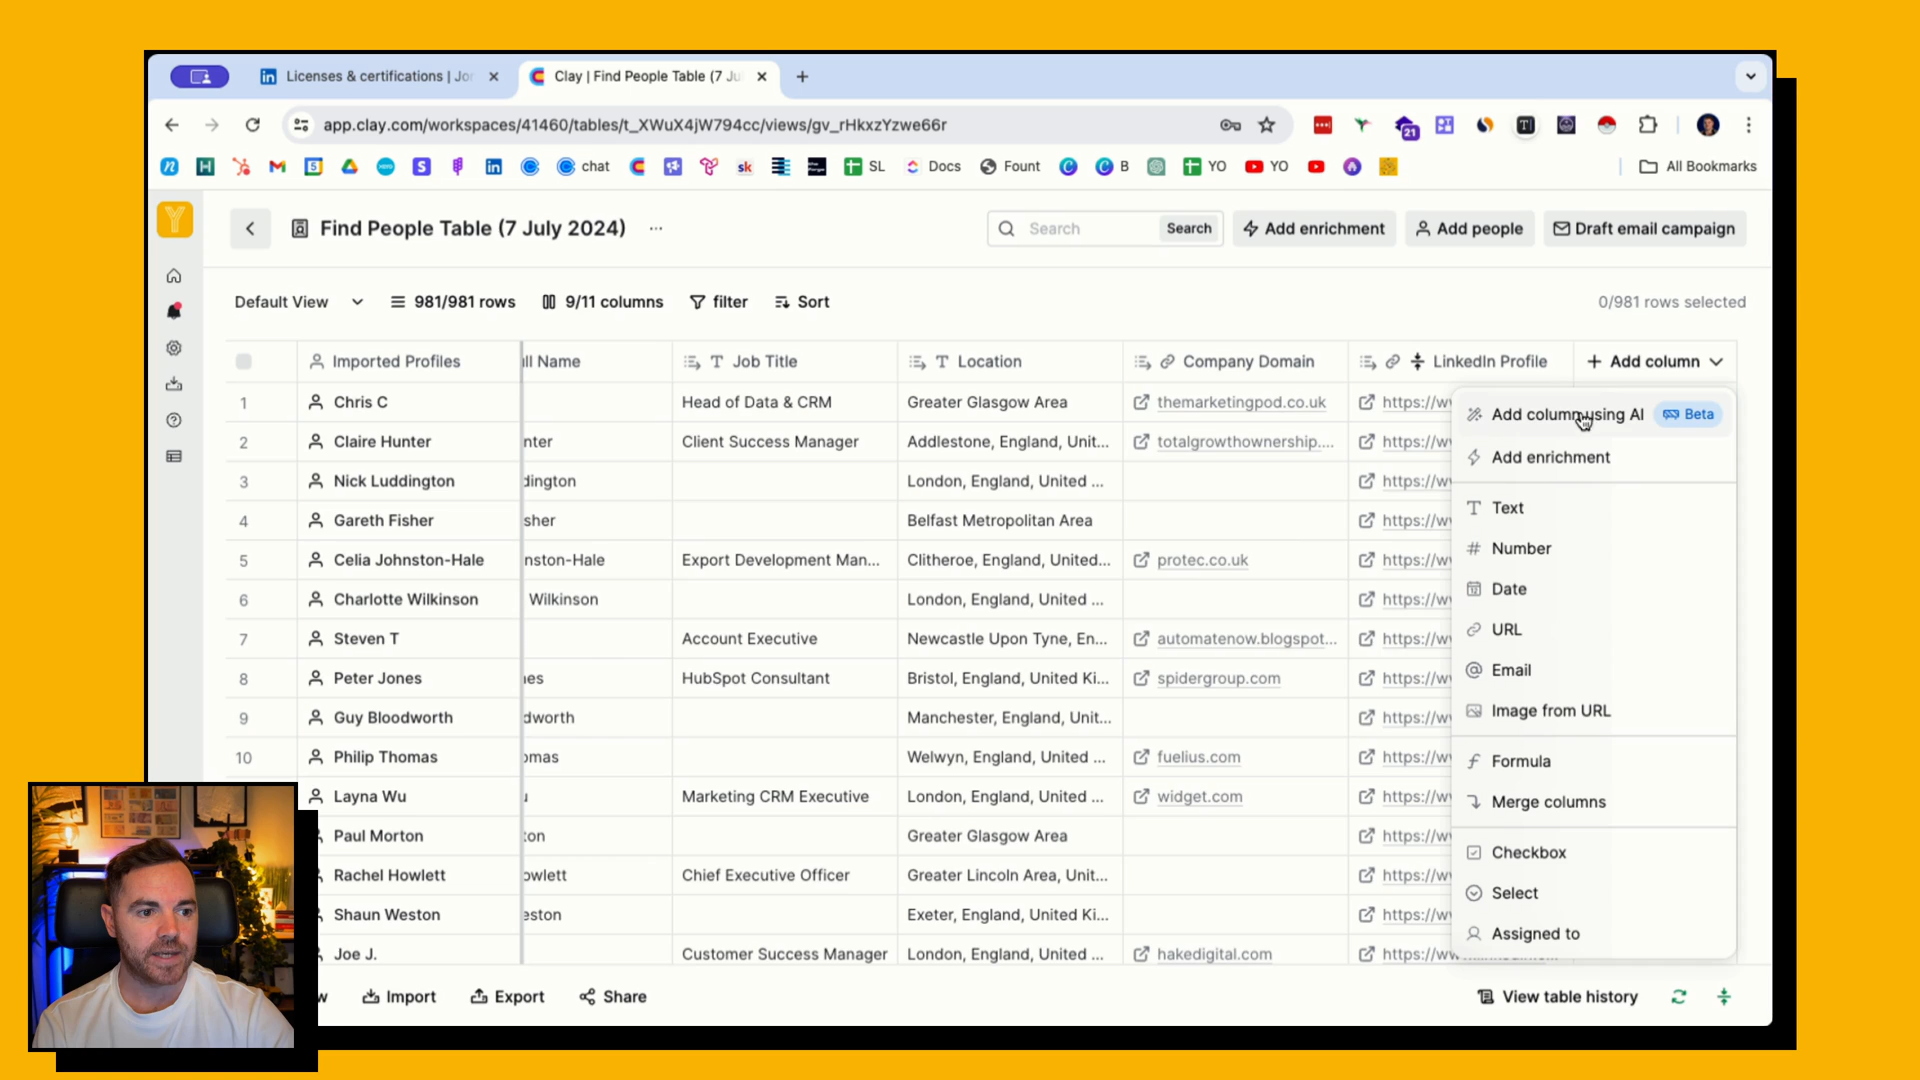 Licenses & certifications | Jor
Clay | Find People Table (7 Ju
app.clay.com/workspaces/41460/tables/t_XWuX4jW794cc/views/gv_rHkxzYzwe66r
21
5
S
chat
sk
SL
Docs
Fount
B
YO
YO
All Bookmarks
Find People Table (7 July 2024)
Search
Search
Add enrichment
Add people
Draft email campaign
Default View
981/981 rows
9/11 columns
filter
Sort
0/981 rows selected
Imported Profiles
ll Name
Job Title
Location
Company Domain
LinkedIn Profile
Add column
1 Chris C Head of Data & CRM Greater Glasgow Area themarketingpod.co.uk https://w
2 Claire Hunter nter Client Success Manager Addlestone, England, Unit... totalgrowthownership.... https://w
3 Nick Luddington dington London, England, United ... https://w
4 Gareth Fisher sher Belfast Metropolitan Area https://w
5 Celia Johnston-Hale nston-Hale Export Development Man... Clitheroe, England, United... protec.co.uk https://w
6 Charlotte Wilkinson Wilkinson London, England, United ... https://w
7 Steven T Account Executive Newcastle Upon Tyne, En... automatenow.blogspot... https://w
8 Peter Jones nes HubSpot Consultant Bristol, England, United Ki... spidergroup.com https://w
9 Guy Bloodworth dworth Manchester, England, Unit... https://w
10 Philip Thomas omas Welwyn, England, United ... fuelius.com https://w
Layna Wu Marketing CRM Executive London, England, United ... widget.com https://w
Paul Morton ton Greater Glasgow Area https://w
Rachel Howlett owlett Chief Executive Officer Greater Lincoln Area, Unit... https://w
Shaun Weston eston Exeter, England, United Ki... https://w
Joe J. Customer Success Manager London, England, United ... hakedigital.com
Add column using AI
Beta
Add enrichment
Text
Number
Date
URL
Email
Image from URL
Formula
Merge columns
Checkbox
Select
Assigned to
Import
Export
Share
View table history